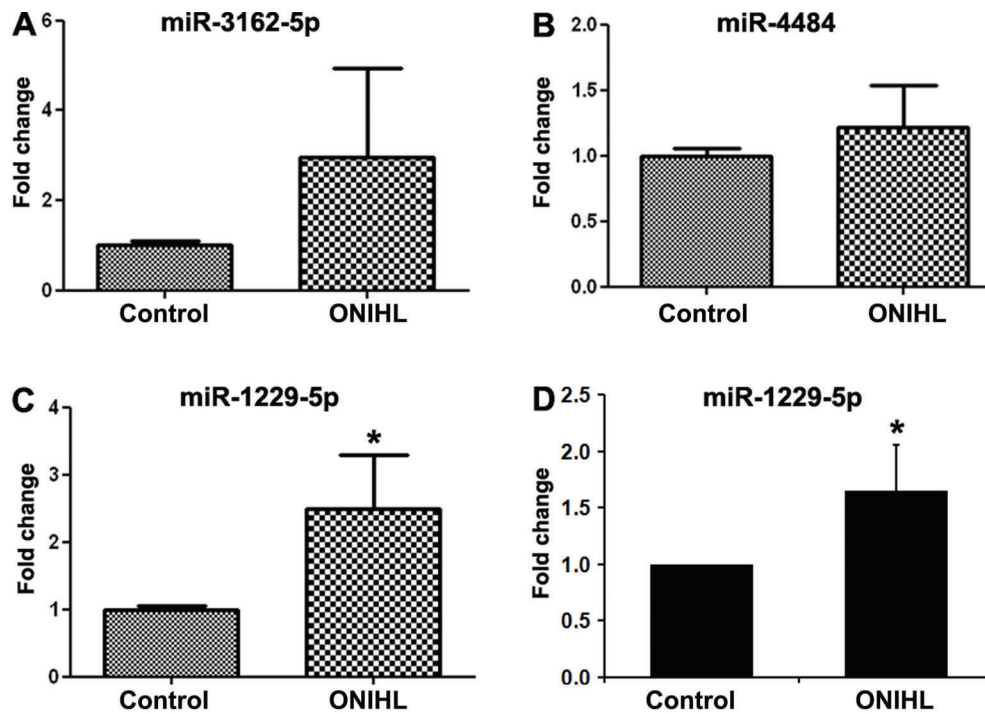 A
miR-3162-5p
Fold change
6
4
2
0
Control
ONIHL
B
miR-4484
Fold change
2.0
1.5
1.0
0.5
0.0
Control
ONIHL
C
miR-1229-5p
Fold change
4
3
2
1
0
*
Control
ONIHL
D
miR-1229-5p
Fold change
2.5
2.0
1.5
1.0
0.5
0.0
*
Control
ONIHL